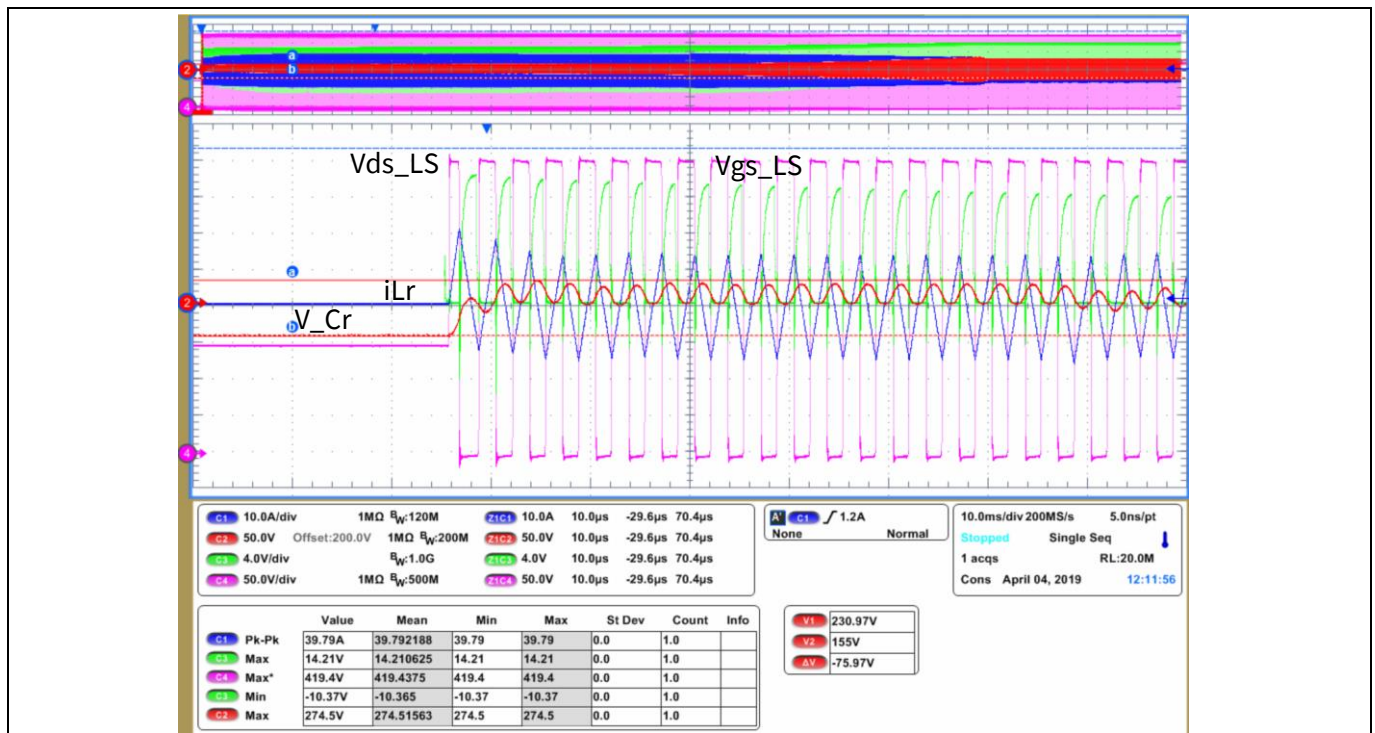 a
2
b
4
Vds_LS
Vgs_LS
a
iLr
2
b
V_Cr
4
C1 10.0A/div 1MΩ BW:120M Z1C1 10.0A 10.0µs -29.6µs 70.4µs
C2 50.0V Offset:200.0V 1MΩ BW:200M Z1C2 50.0V 10.0µs -29.6µs 70.4µs
C3 4.0V/div BW:1.0G Z1C3 4.0V 10.0µs -29.6µs 70.4µs
C4 50.0V/div 1MΩ BW:500M Z1C4 50.0V 10.0µs -29.6µs 70.4µs
A' C1 1.2A
None Normal
10.0ms/div 200MS/s 5.0ns/pt
Stopped Single Seq
1 acqs RL:20.0M
Cons April 04, 2019 12:11:56
Value Mean Min Max St Dev Count Info
C1 Pk-Pk 39.79A 39.792188 39.79 39.79 0.0 1.0
C3 Max 14.21V 14.210625 14.21 14.21 0.0 1.0
C4 Max* 419.4V 419.4375 419.4 419.4 0.0 1.0
C3 Min -10.37V -10.365 -10.37 -10.37 0.0 1.0
C2 Max 274.5V 274.51563 274.5 274.5 0.0 1.0
V1 230.97V
V2 155V
ΔV -75.97V